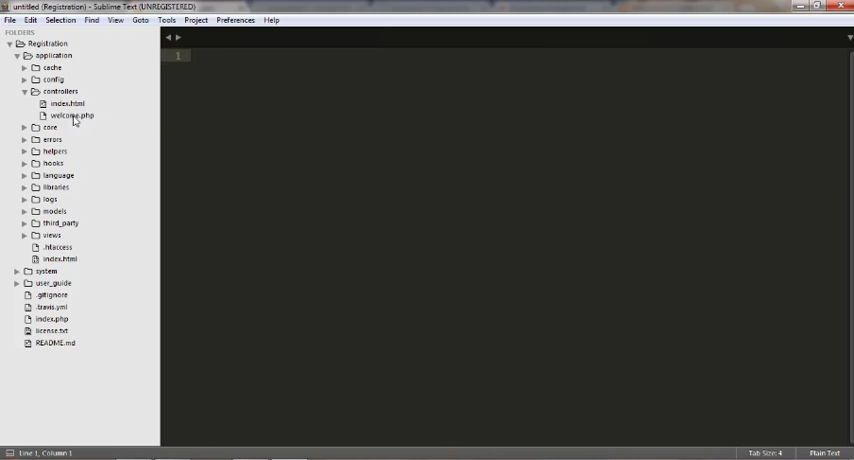 untitled (Registration) - Sublime Text (UNREGISTERED)
File Edit Selection Find View Goto Tools Project Preferences Help
FOLDERS
Registration
application
cache
config
controllers
index.html
welcome.php
core
errors
helpers
hooks
language
libraries
logs
models
third_party
views
.htaccess
index.html
system
user_guide
.gitignore
.travis.yml
index.php
license.txt
README.md
1
Line 1, Column 1 Tab Size: 4 Plain Text